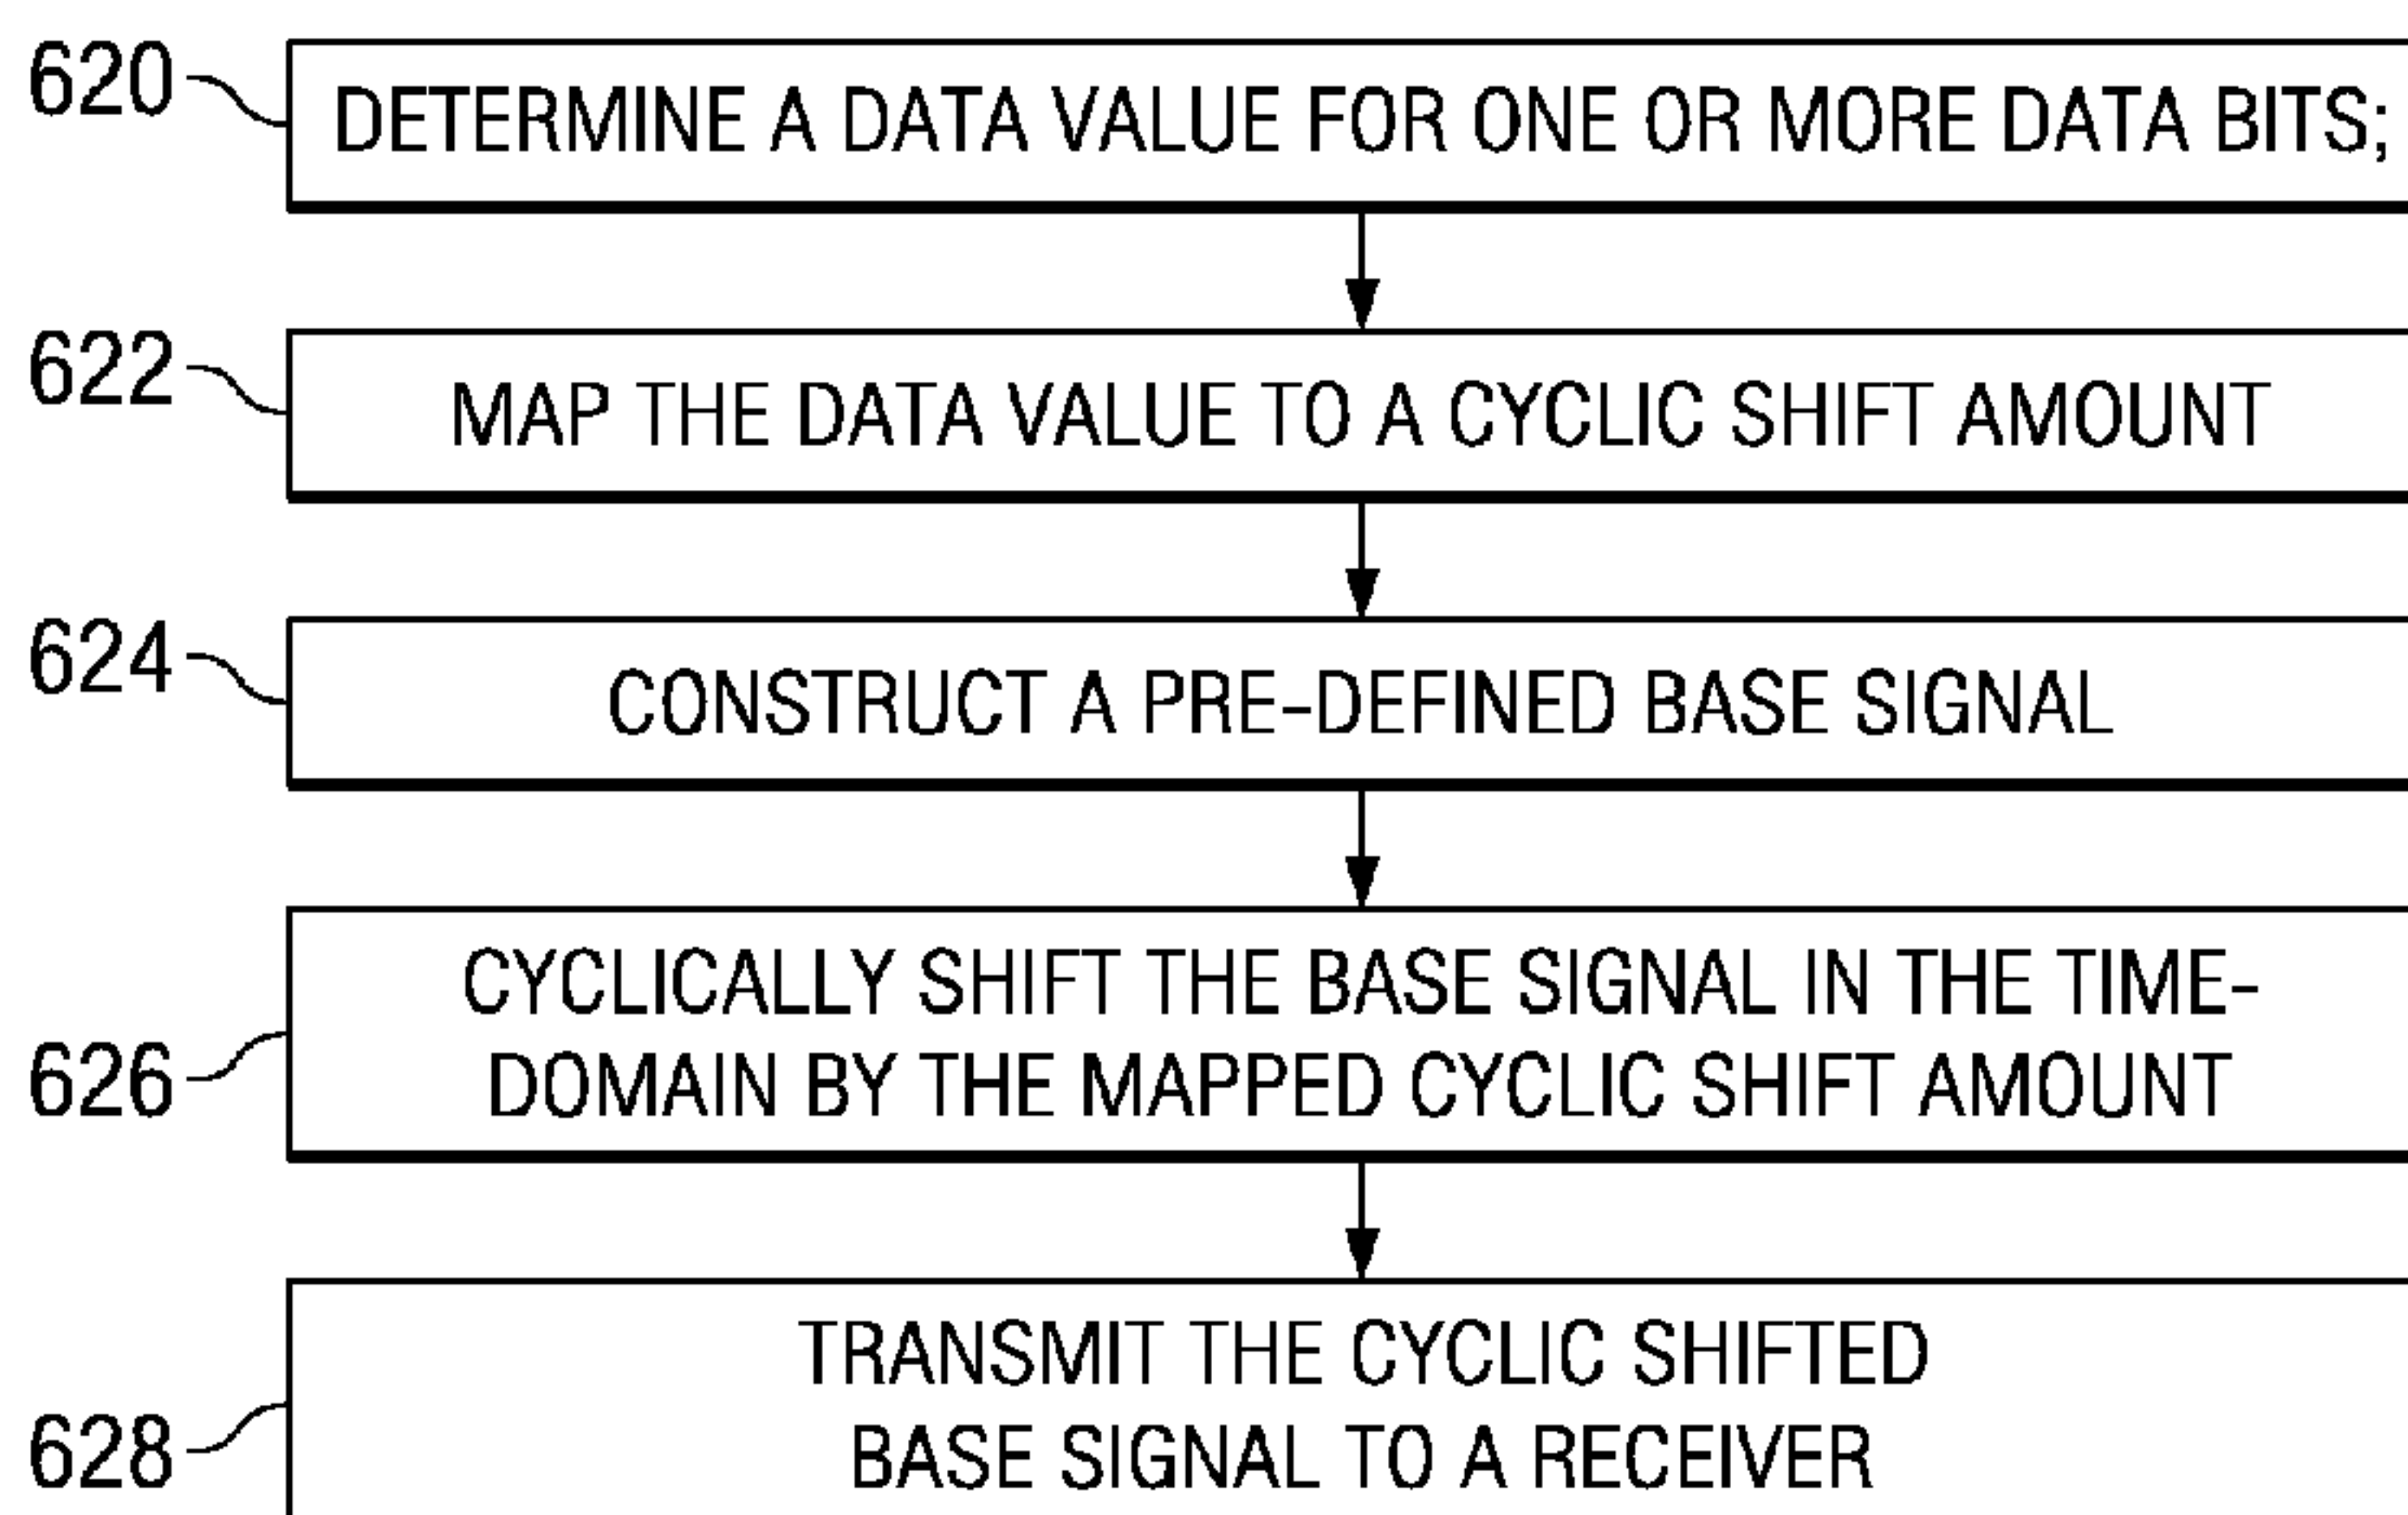 620 DETERMINE A DATA VALUE FOR ONE OR MORE DATA BITS;
622 MAP THE DATA VALUE TO A CYCLIC SHIFT AMOUNT
624 CONSTRUCT A PRE-DEFINED BASE SIGNAL
CYCLICALLY SHIFT THE BASE SIGNAL IN THE TIME-
626 DOMAIN BY THE MAPPED CYCLIC SHIFT AMOUNT
TRANSMIT THE CYCLIC SHIFTED
628 BASE SIGNAL TO A RECEIVER